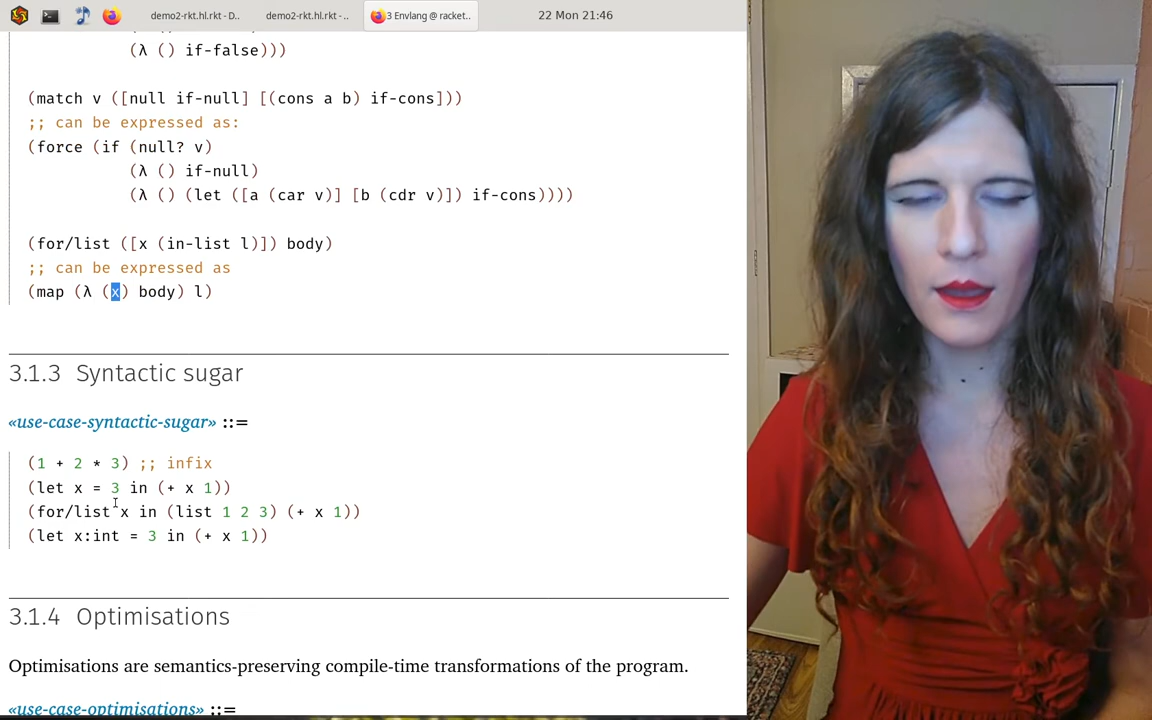 demo2-rkt.hl.rkt - D..
demo2-rkt.hl.rkt - ..
3 Envlang @ racket..
22 Mon 21:46
(λ () if-false)))
(match v ([null if-null] [(cons a b) if-cons]))
;; can be expressed as:
(force (if (null? v)
(λ () if-null)
(λ () (let ([a (car v)] [b (cdr v)]) if-cons))))
(for/list ([x (in-list l)]) body)
;; can be expressed as
(map (λ (x) body) l)
3.1.3 Syntactic sugar
«use-case-syntactic-sugar» ::=
(1 + 2 * 3) ;; infix
(let x = 3 in (+ x 1))
(for/list x in (list 1 2 3) (+ x 1))
(let x:int = 3 in (+ x 1))
3.1.4 Optimisations
Optimisations are semantics-preserving compile-time transformations of the program.
«use-case-optimisations» ::=